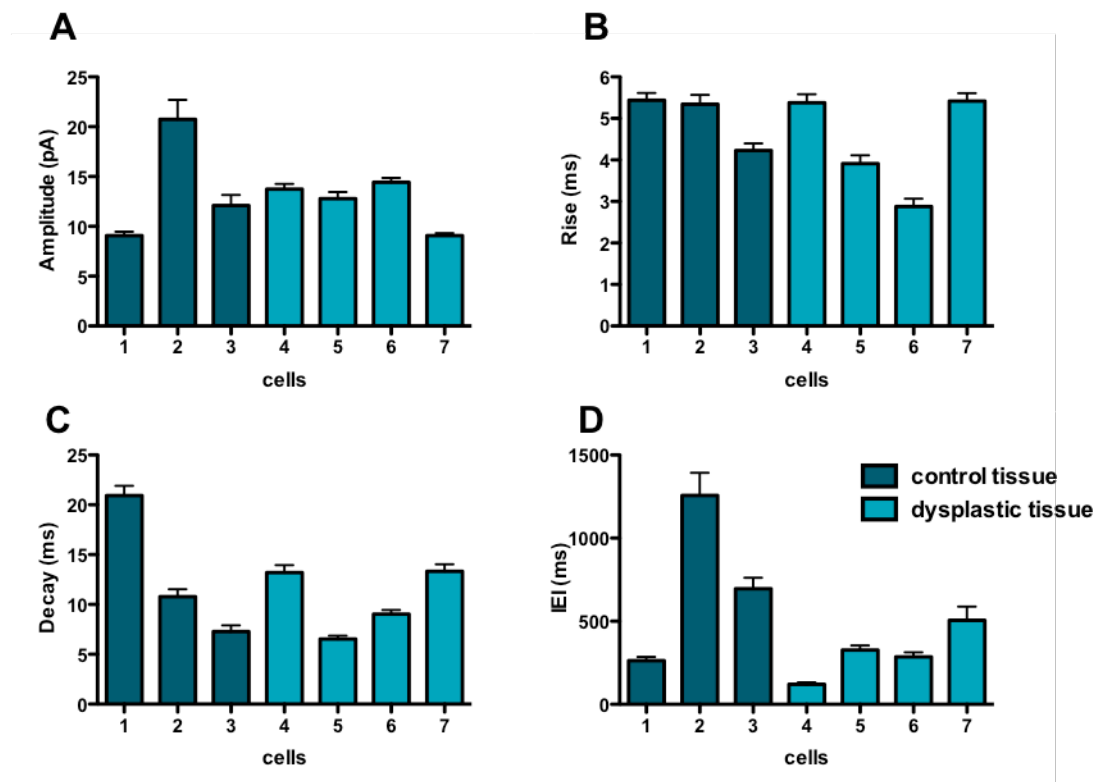 A
25
20
15
10
5
0
Amplitude (pA)
1 2 3 4 5 6 7
cells
B
6
5
4
3
2
1
0
Rise (ms)
1 2 3 4 5 6 7
cells
C
25
20
15
10
5
0
Decay (ms)
1 2 3 4 5 6 7
cells
D
1500
1000
500
0
IEI (ms)
1 2 3 4 5 6 7
cells
control tissue
dysplastic tissue